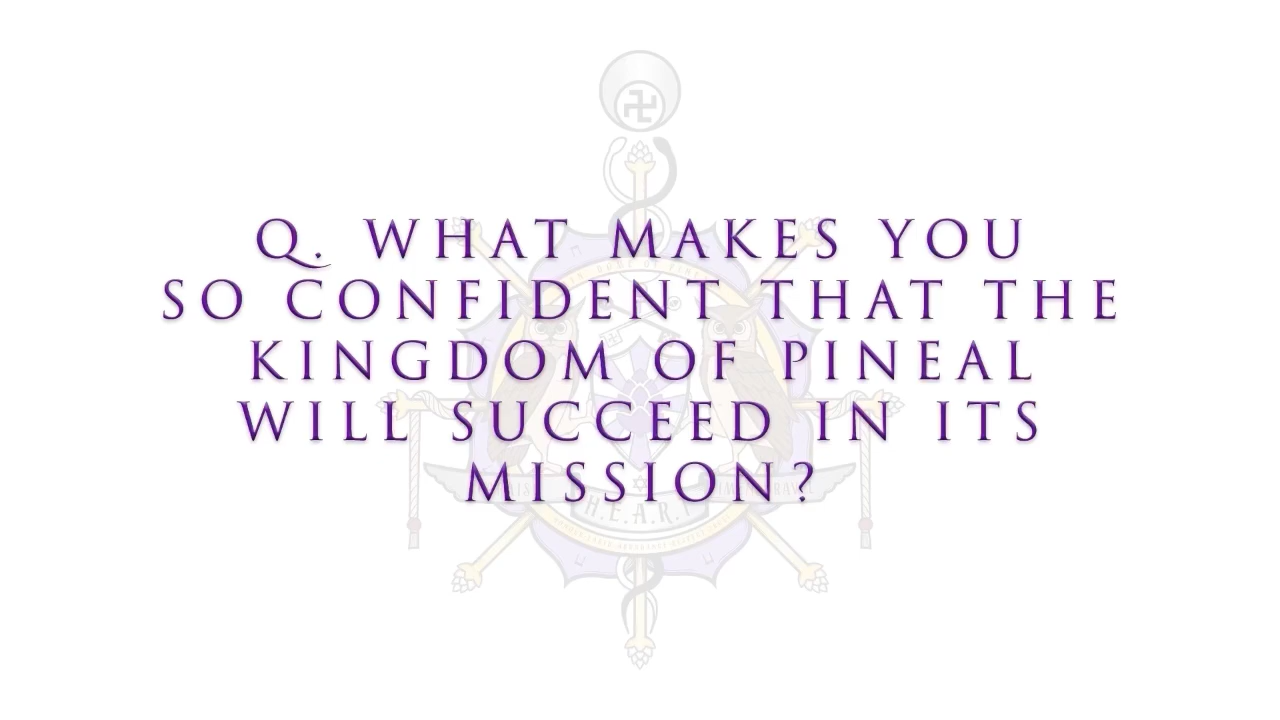 Q. WHAT MAKES YOU
SO CONFIDENT THAT THE
KINGDOM OF PINEAL
WILL SUCCEED IN ITS
MISSION?
H.E.A.R.T